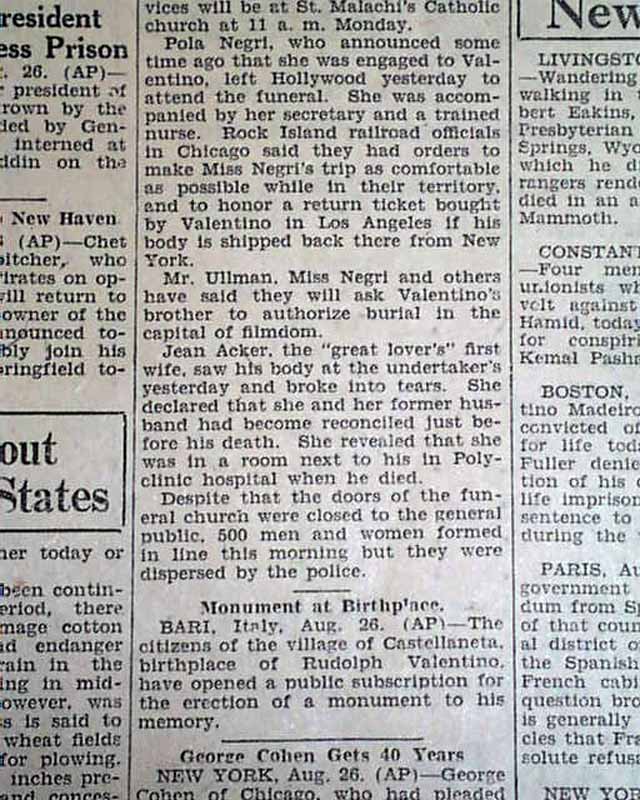 resident
ess Prison
. 26. (AP)—
president of
rown by the
ded by Gen-
interned at
ddin on the
New Haven
(AP)—Chet
pitcher, who
irates on op-
will return to
owner of the
nounced to-
bly join his
ringfield to-
out
States
her today or
been contin-
eriod, there
mage cotton
ad endanger
rain in the
ing in mid-
owever, was
s is said to
wheat fields
for plowing.
inches pre-
and conces-
vices will be at St. Malachi's Catholic
church at 11 a. m. Monday.
Pola Negri, who announced some
time ago that she was engaged to Val-
entino, left Hollywood yesterday to
attend the funeral. She was accom-
panied by her secretary and a trained
nurse. Rock Island railroad officials
in Chicago said they had orders to
make Miss Negri's trip as comfortable
as possible while in their territory,
and to honor a return ticket bought
by Valentino in Los Angeles if his
body is shipped back there from New
York.
Mr. Ullman, Miss Negri and others
have said they will ask Valentino's
brother to authorize burial in the
capital of filmdom.
Jean Acker, the "great lover's" first
wife, saw his body at the undertaker's
yesterday and broke into tears. She
declared that she and her former hus-
band had become reconciled just be-
fore his death. She revealed that she
was in a room next to his in Poly-
clinic hospital when he died.
Despite that the doors of the fun-
eral church were closed to the general
public, 500 men and women formed
in line this morning but they were
dispersed by the police.
Monument at Birthplace.
BARI, Italy, Aug. 26. (AP)—The
citizens of the village of Castellaneta,
birthplace of Rudolph Valentino,
have opened a public subscription for
the erection of a monument to his
memory.
George Cohen Gets 40 Years
NEW YORK, Aug. 26. (AP)—George
Cohen of Chicago, who had pleaded
New
LIVINGSTO
—Wandering
walking in
bert Eakins,
Presbyterian
Springs, Wyo
which he di
rangers rend
died in an a
Mammoth.
CONSTANT
—Four mem
unionists wh
volt against
Hamid, today
for conspiri
Kemal Pasha
BOSTON,
tino Madeiro
convicted of
for life toda
Fuller denie
tion of his c
life imprison
sentence to
during the
PARIS, Au
government
dum from S
of that coun
al district o
the Spanish
French cabi
question bro
is generally
cles that Fra
solute refusa
NEW YOR